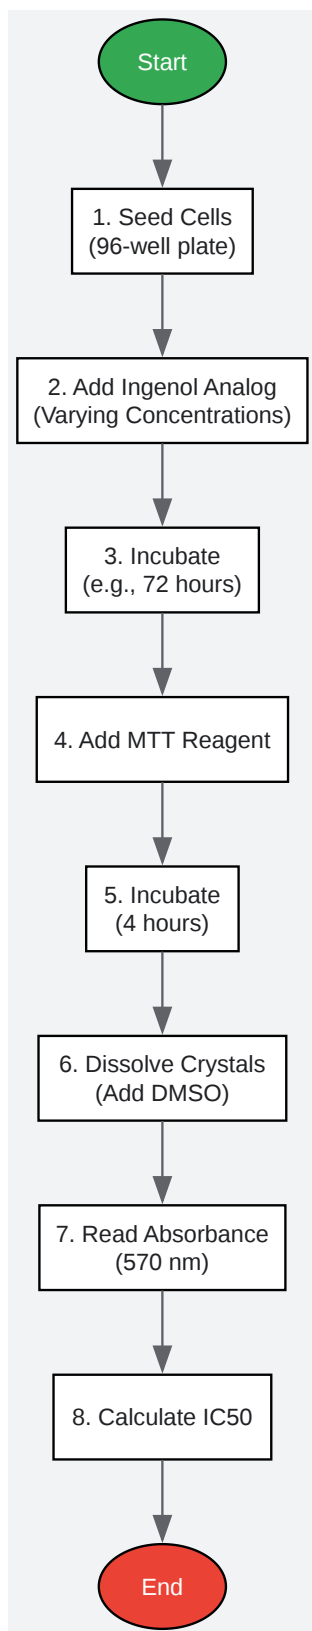 Start
1. Seed Cells
(96-well plate)
2. Add Ingenol Analog
(Varying Concentrations)
3. Incubate
(e.g., 72 hours)
4. Add MTT Reagent
5. Incubate
(4 hours)
6. Dissolve Crystals
(Add DMSO)
7. Read Absorbance
(570 nm)
8. Calculate IC50
End